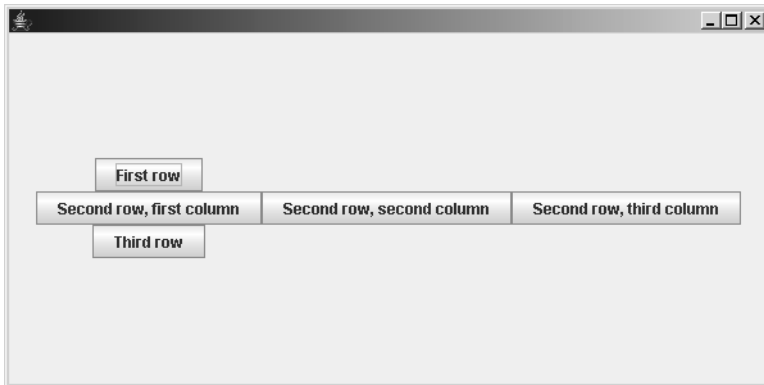 First row
Second row, first column Second row, second column Second row, third column
Third row